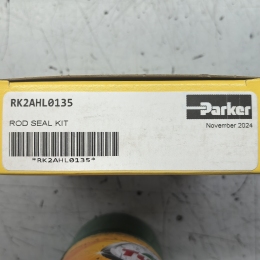 RK2AHL0135
Parker
November 2024
ROD SEAL KIT
*RK2AHL0135*